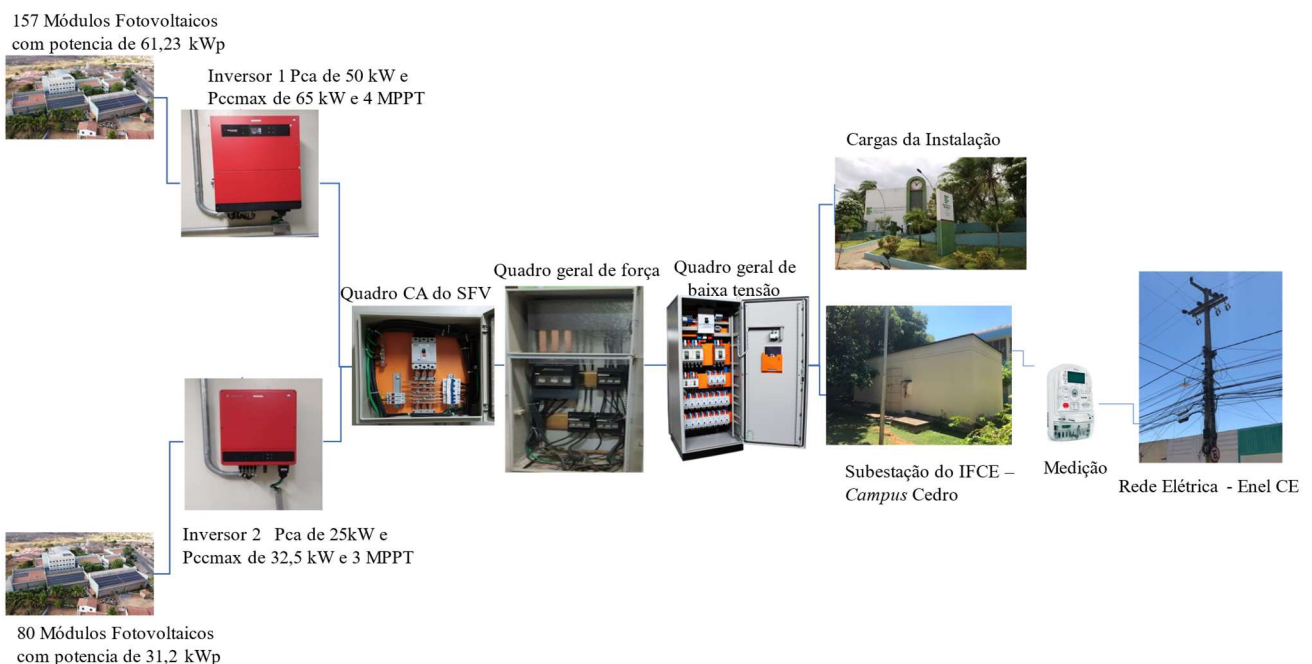 157 Módulos Fotovoltaicos
com potencia de 61,23 kWp
Inversor 1 Pca de 50 kW e
Pccmax de 65 kW e 4 MPPT
Cargas da Instalação
Quadro geral de força
Quadro geral de
baixa tensão
Quadro CA do SFV
Subestação do IFCE –
Campus Cedro
Medição
Rede Elétrica - Enel CE
Inversor 2 Pca de 25kW e
Pccmax de 32,5 kW e 3 MPPT
80 Módulos Fotovoltaicos
com potencia de 31,2 kWp